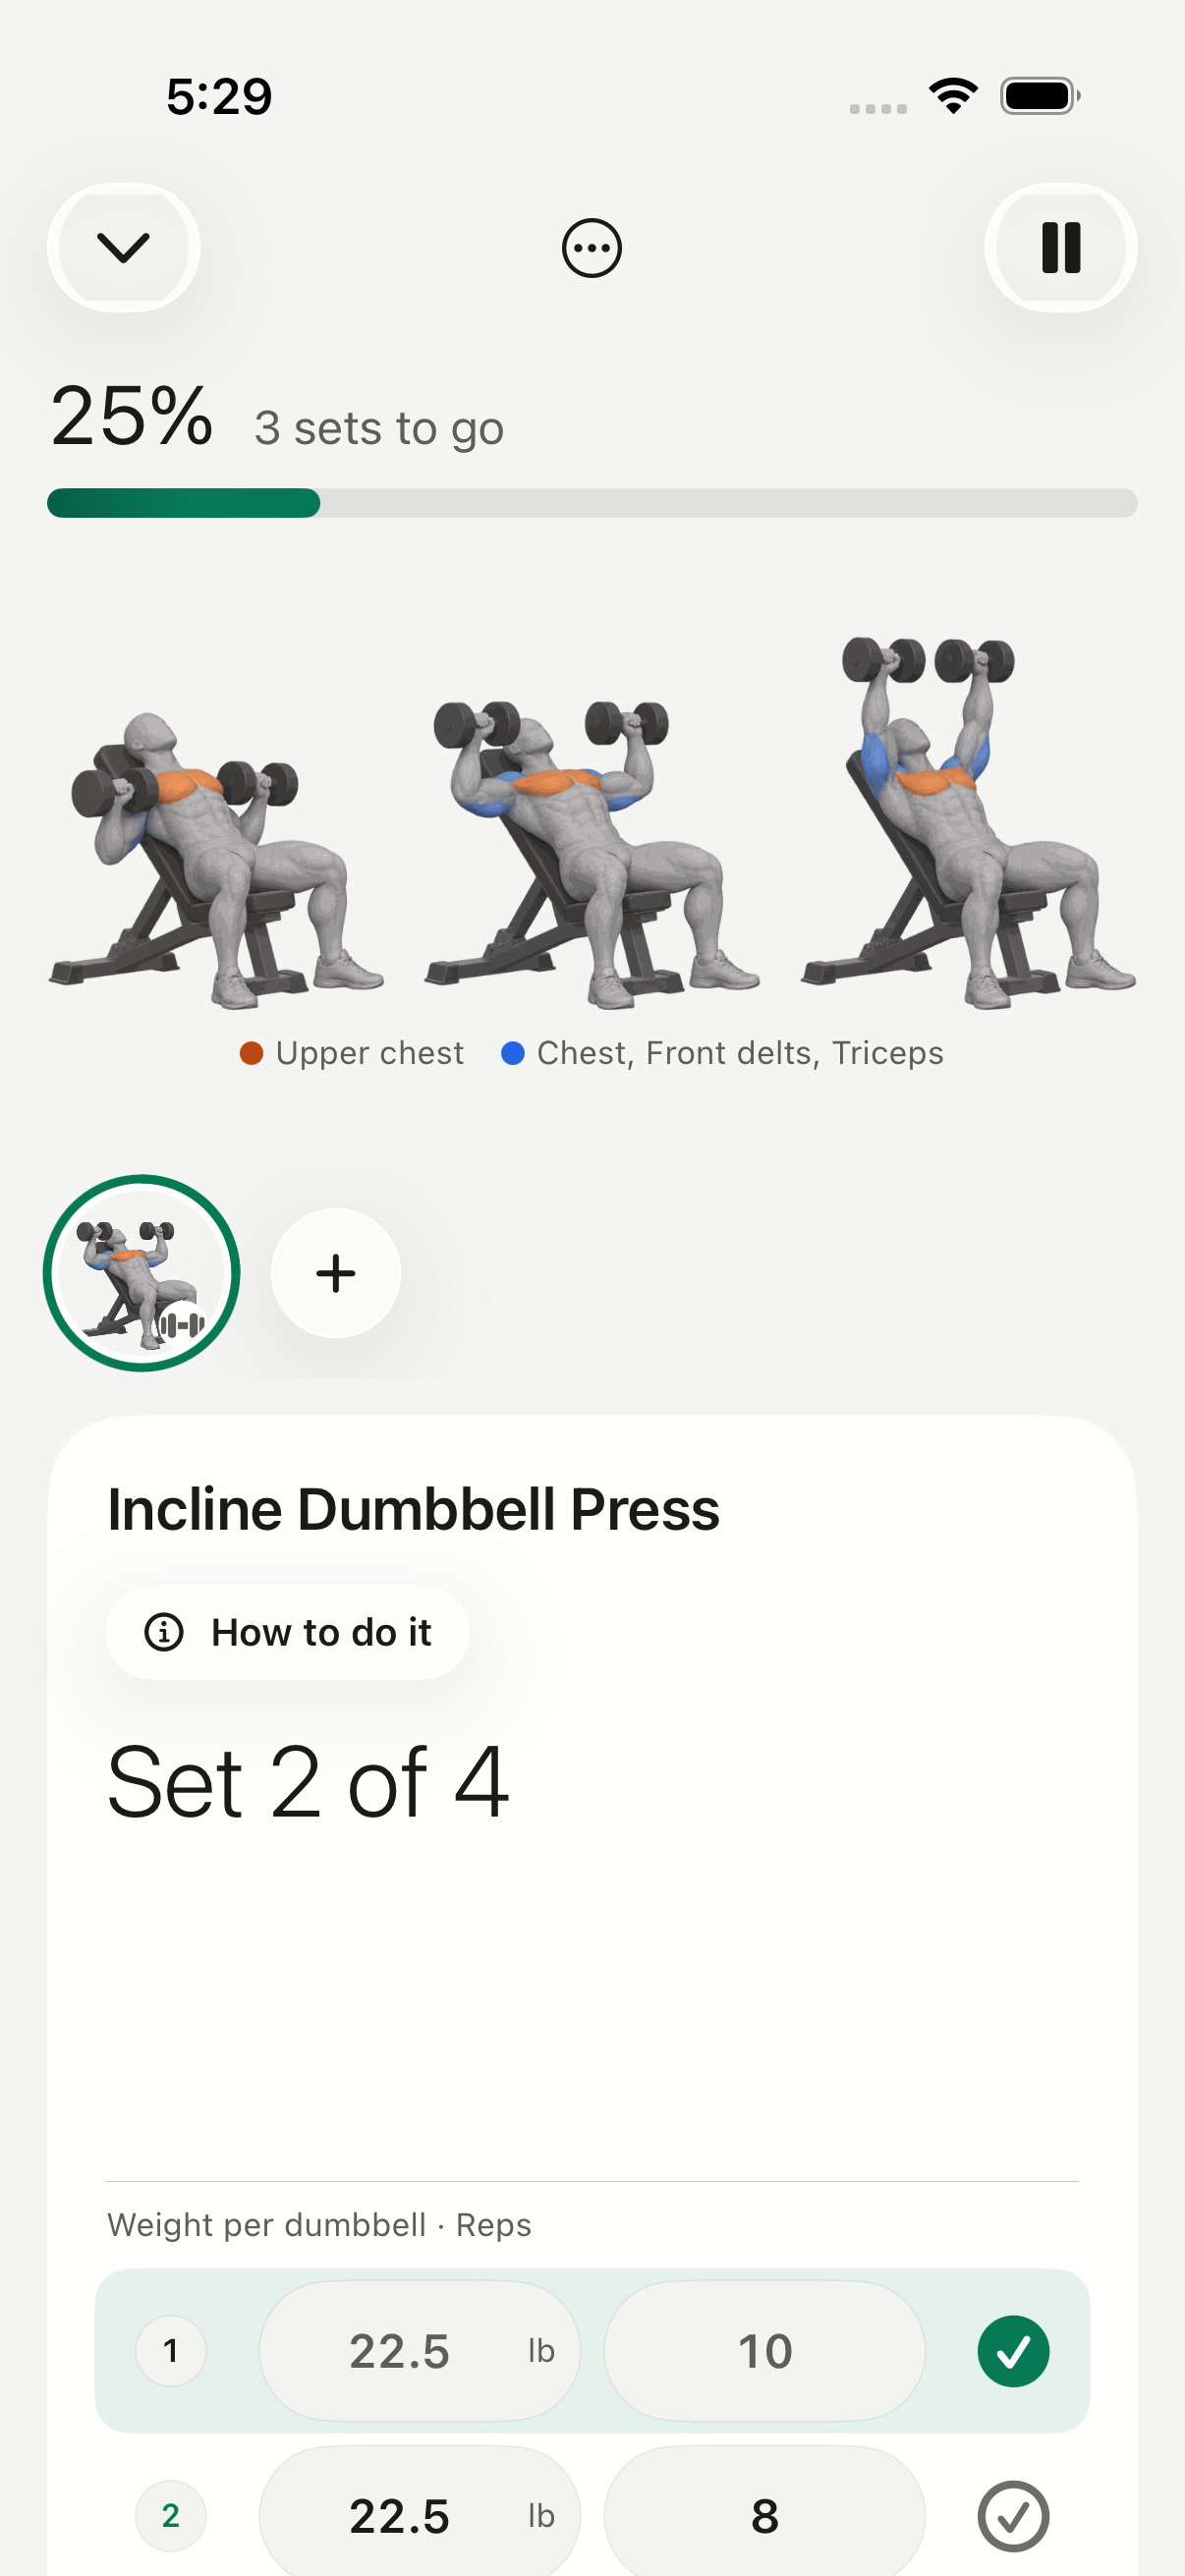 5:29
25% 3 sets to go
Upper chest Chest, Front delts, Triceps
Incline Dumbbell Press
How to do it
Set 2 of 4
Weight per dumbbell · Reps
1 22.5 lb 10
2 22.5 lb 8